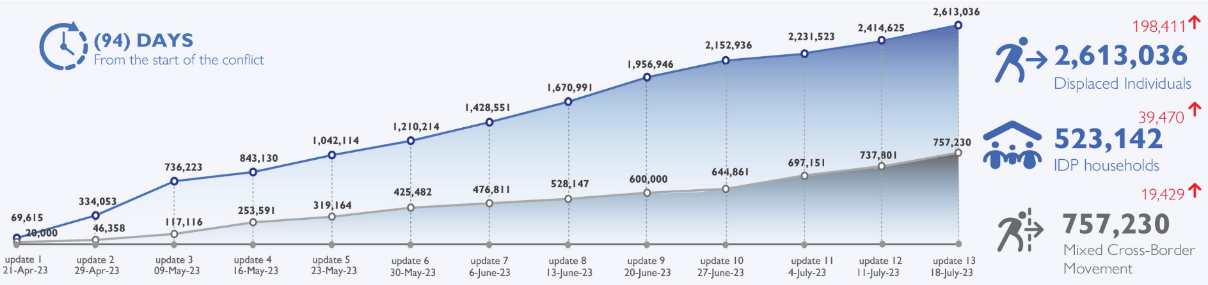 (94) DAYS
From the start of the conflict
69,615
334,053
736,223
843,130
1,042,114
1,210,214
1,428,551
1,670,991
1,956,946
2,152,936
2,231,523
2,414,625
2,613,036
20,000
46,358
117,116
253,591
319,164
425,482
476,811
528,147
600,000
644,861
697,151
737,801
757,230
update 1
21-Apr-23
update 2
29-Apr-23
update 3
09-May-23
update 4
16-May-23
update 5
23-May-23
update 6
30-May-23
update 7
6-June-23
update 8
13-June-23
update 9
20-June-23
update 10
27-June-23
update 11
4-July-23
update 12
11-July-23
update 13
18-July-23
198,411
2,613,036
Displaced Individuals
39,470
523,142
IDP households
19,429
757,230
Mixed Cross-Border
Movement